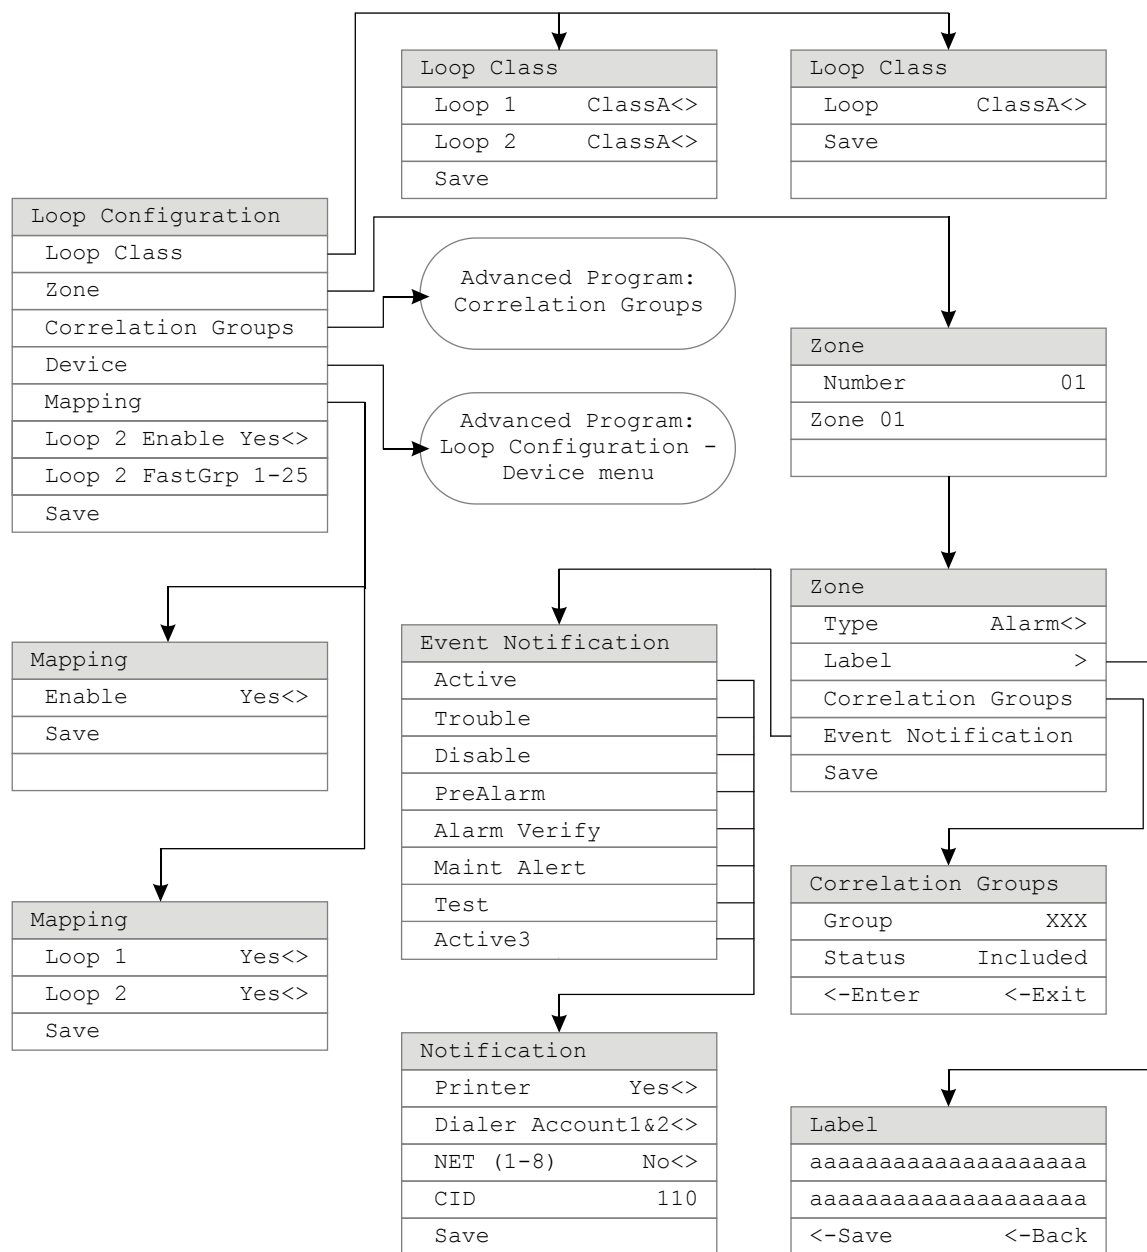 Loop Class
Loop 1 ClassA<>
Loop 2 ClassA<>
Save
Loop Class
Loop ClassA<>
Save
Loop Configuration
Loop Class
Zone
Correlation Groups
Device
Mapping
Loop 2 Enable Yes<>
Loop 2 FastGrp 1-25
Save
Advanced Program:
Correlation Groups
Advanced Program:
Loop Configuration -
Device menu
Zone
Number 01
Zone 01
Zone
Type Alarm<>
Label >
Correlation Groups
Event Notification
Save
Event Notification
Active
Trouble
Disable
PreAlarm
Alarm Verify
Maint Alert
Test
Active3
Mapping
Enable Yes<>
Save
Mapping
Loop 1 Yes<>
Loop 2 Yes<>
Save
Correlation Groups
Group XXX
Status Included
<-Enter <-Exit
Notification
Printer Yes<>
Dialer Account1&2<>
NET (1-8) No<>
CID 110
Save
Label
aaaaaaaaaaaaaaaaaaaa
aaaaaaaaaaaaaaaaaaaa
<-Save <-Back